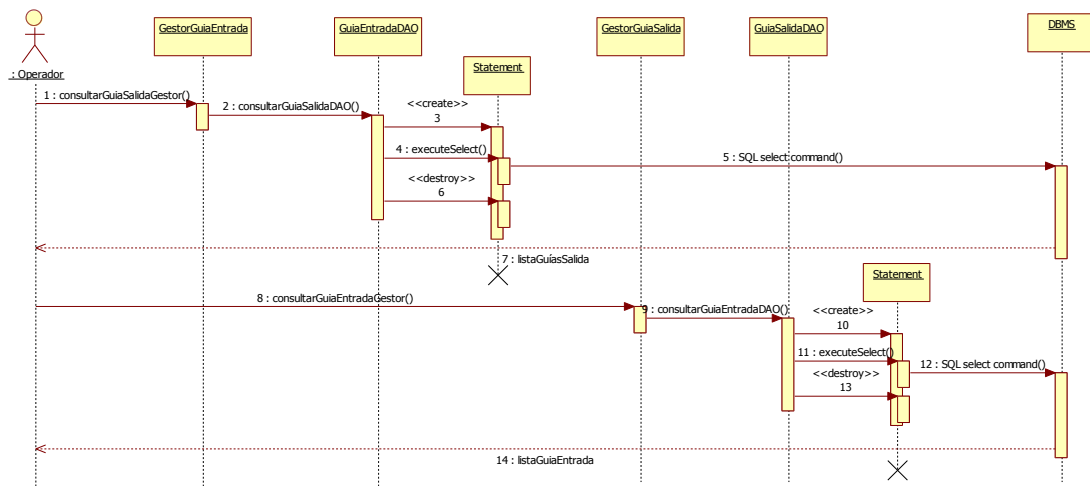 GestorGuiaEntrada
GuiaEntradaDAO
GestorGuiaSalida
GuiaSalidaDAO
DBMS
Statement
: Operador
1 : consultarGuiaSalidaGestor()
2 : consultarGuiaSalidaDAO()
<<create>>
3
4 : executeSelect()
5 : SQL select command()
<<destroy>>
6
7 : listaGuíasSalida
Statement
8 : consultarGuiaEntradaGestor()
9 : consultarGuiaEntradaDAO()
<<create>>
10
11 : executeSelect()
12 : SQL select command()
<<destroy>>
13
14 : listaGuiaEntrada